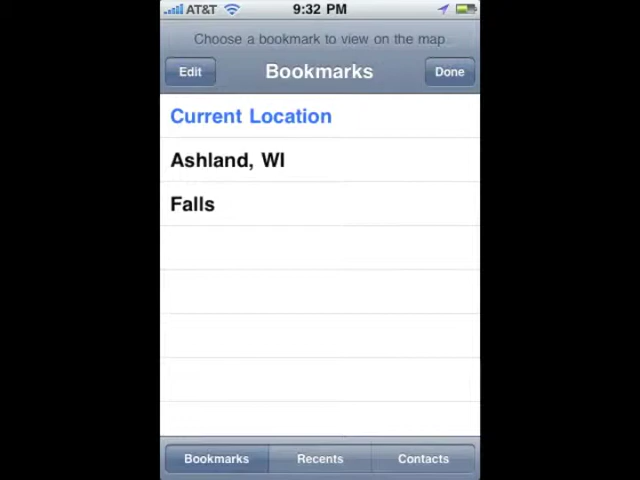 AT&T 9:32 PM
Choose a bookmark to view on the map
Edit Bookmarks Done
Current Location
Ashland, WI
Falls
Bookmarks Recents Contacts